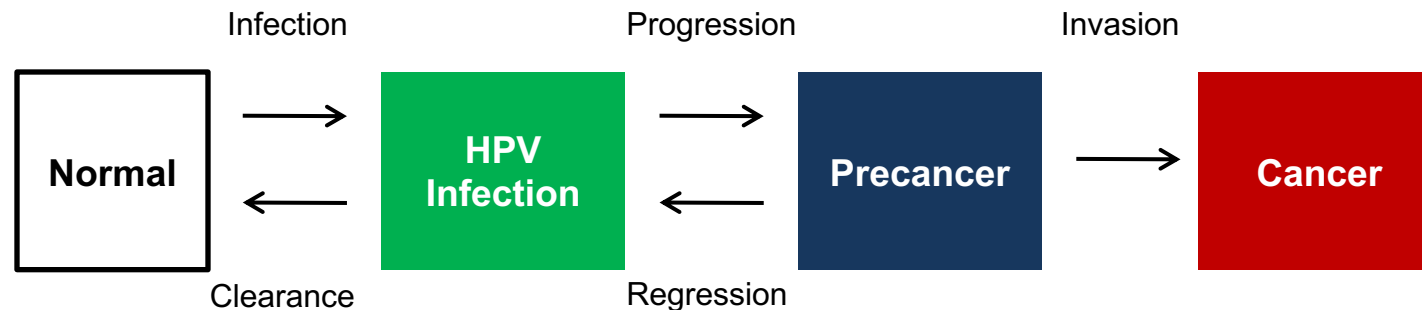 Infection
Progression
Invasion
Normal
HPV
Infection
Precancer
Cancer
Clearance
Regression